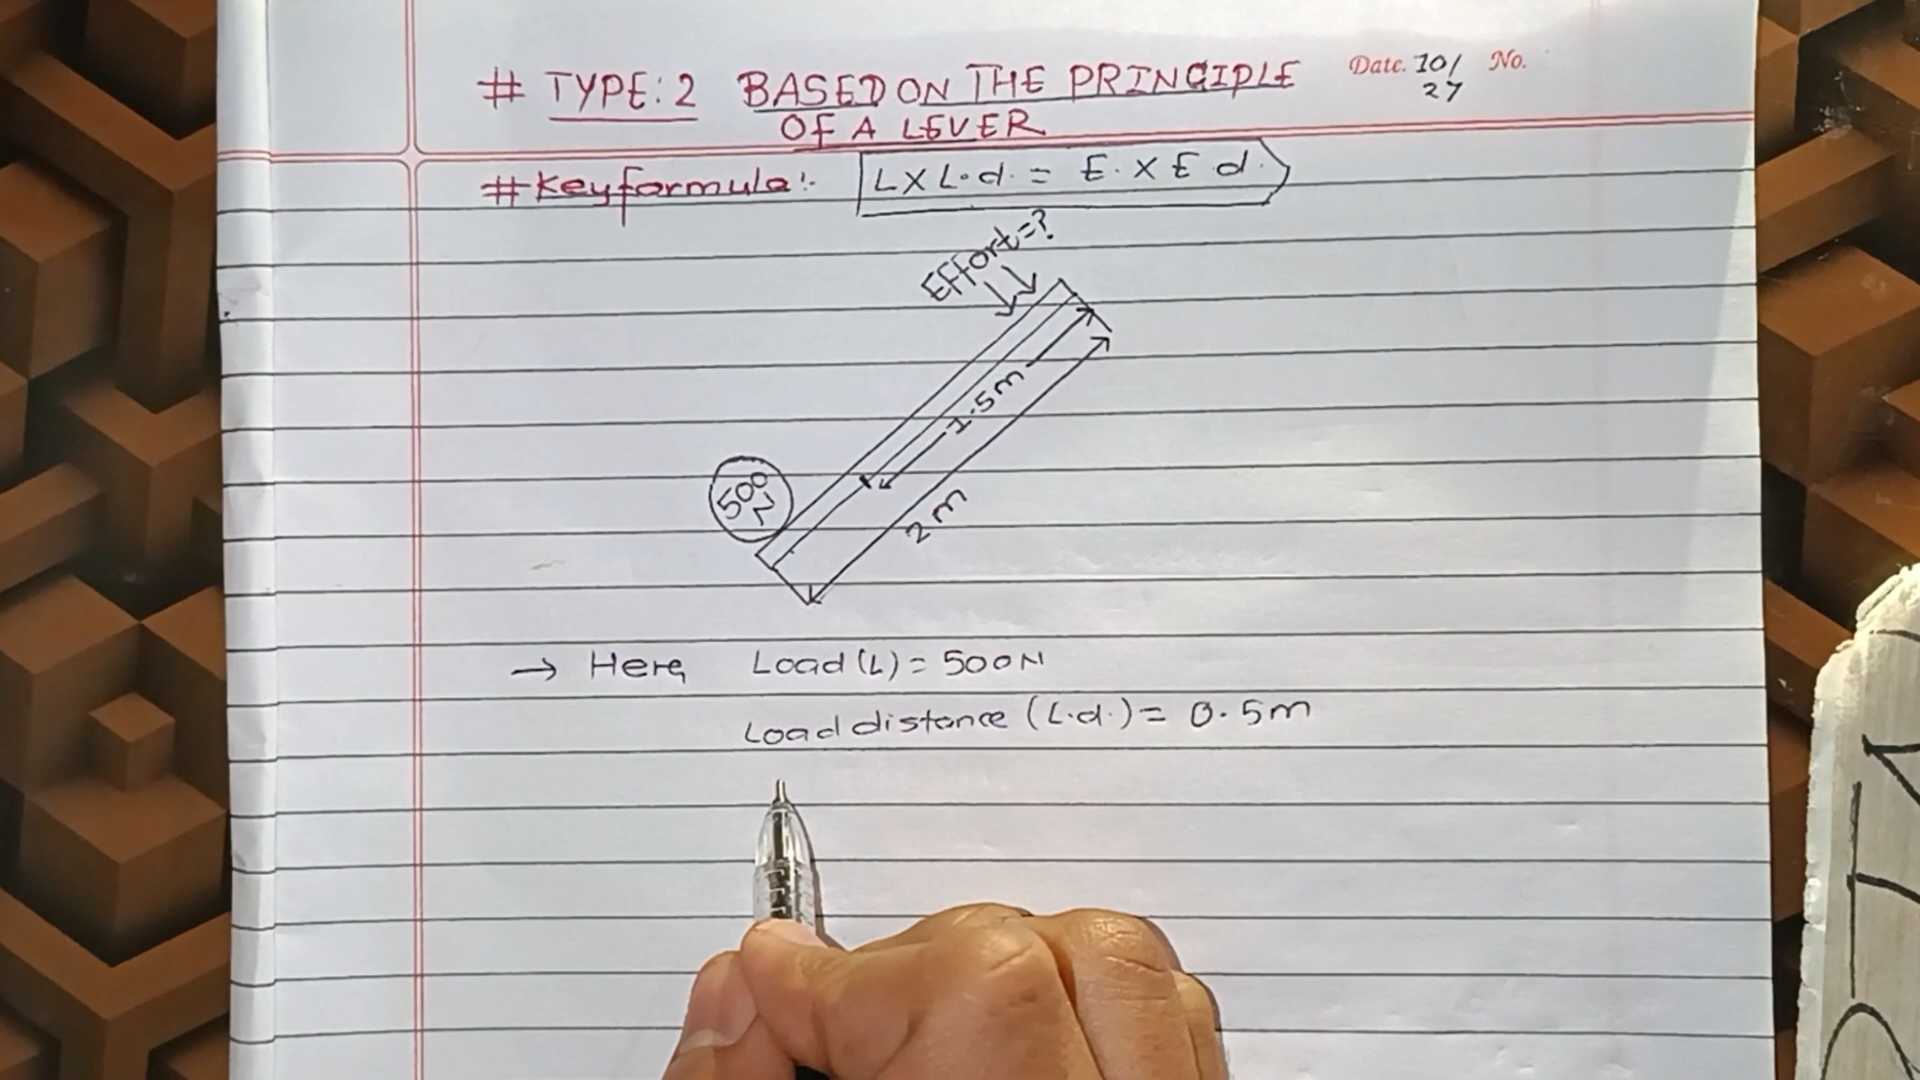 # TYPE: 2 BASED ON THE PRINCIPLE
OF A LEVER
Date. 10/27 No.
# Keyformula:- L X L.d. = E. X E d.
Effort=?
1.5m
500 N
2m
→ Here, Load (L) = 500N
Load distance (L.d.) = 0.5m